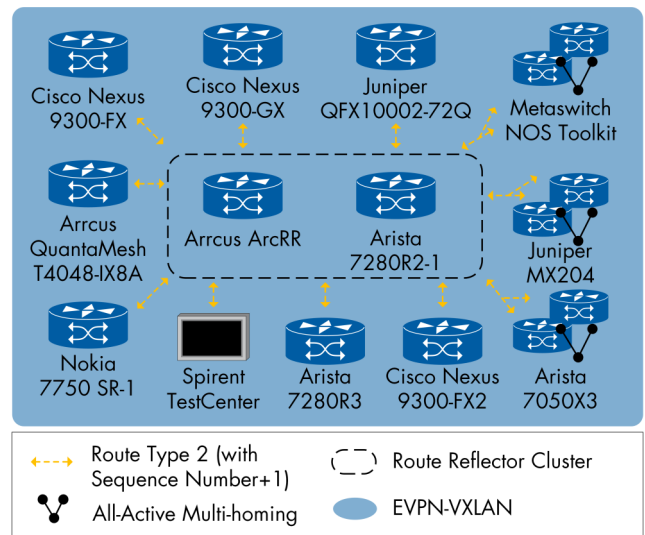 Cisco Nexus
9300-FX
Cisco Nexus
9300-GX
Juniper
QFX10002-72Q
Metaswitch
NOS Toolkit
Arrcus
QuantaMesh
T4048-IX8A
Arrcus ArcRR
Arista
7280R2-1
Juniper
MX204
Nokia
7750 SR-1
Spirent
TestCenter
Arista
7280R3
Cisco Nexus
9300-FX2
Arista
7050X3
Route Type 2 (with
Sequence Number+1)
Route Reflector Cluster
All-Active Multi-homing
EVPN-VXLAN